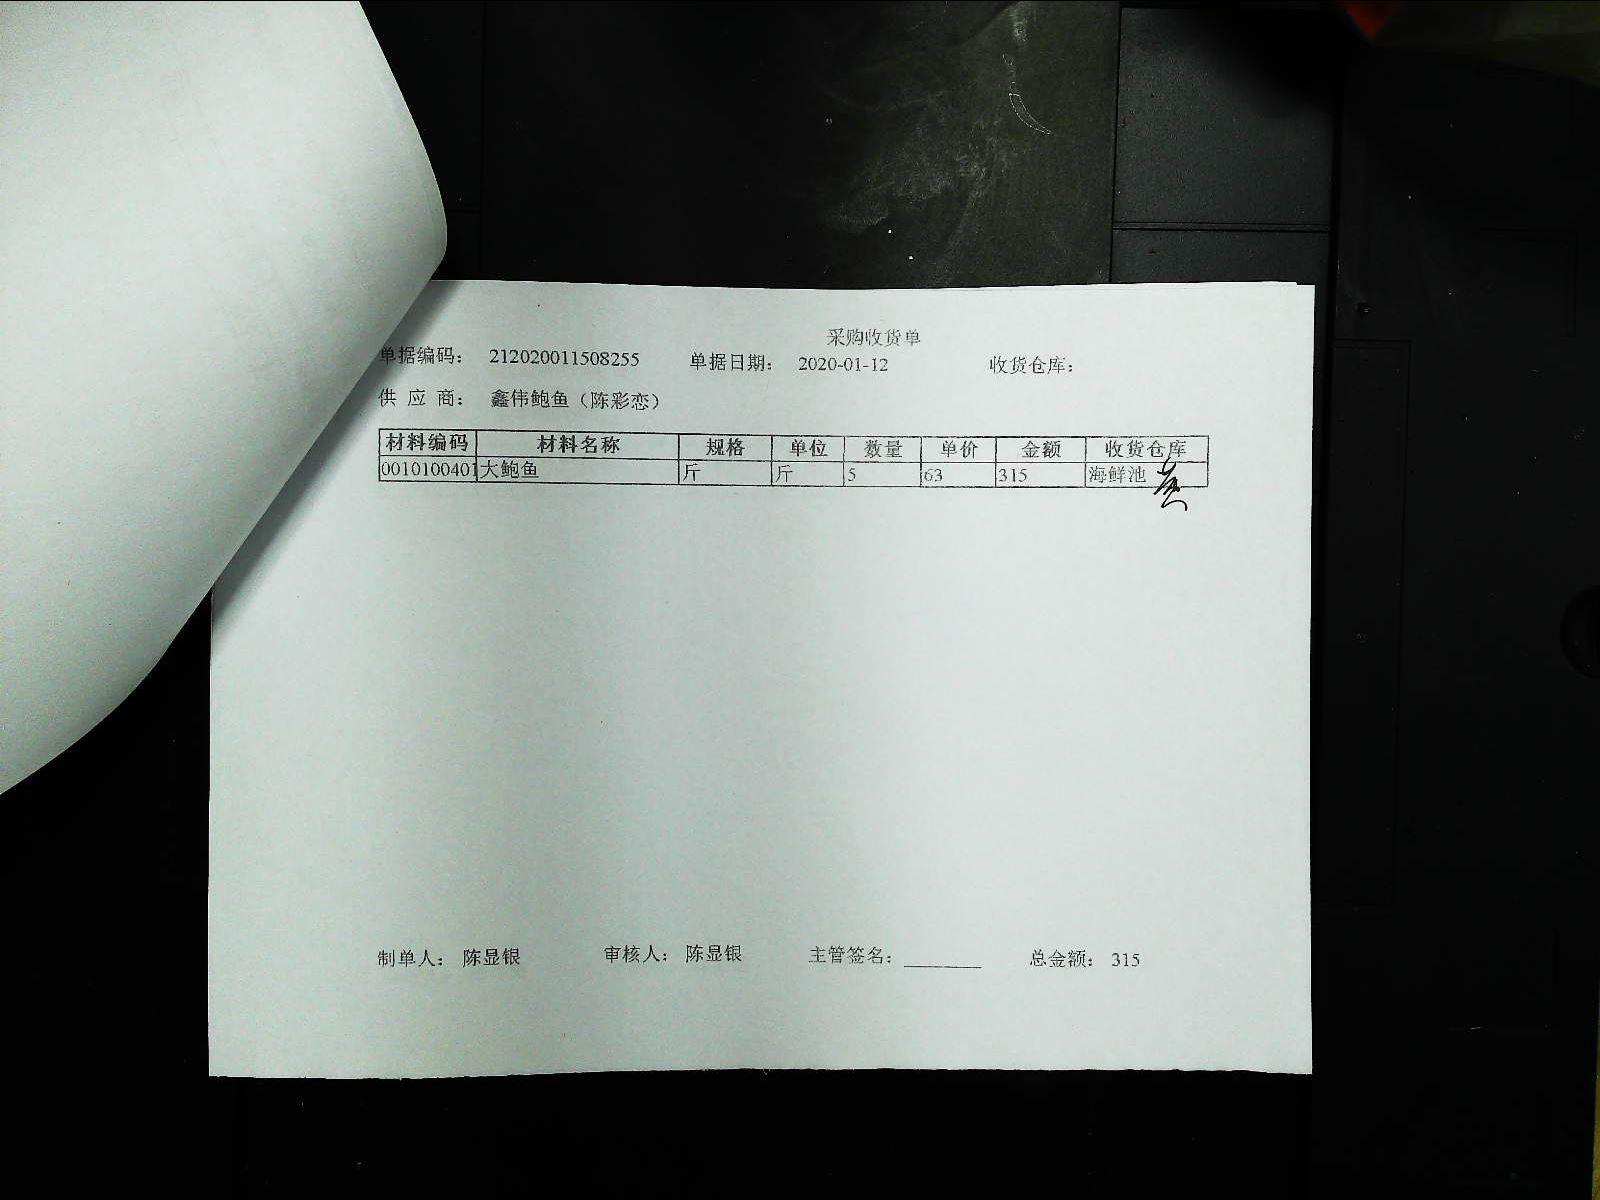 采购收货单
单据编码： 212020011508255 单据日期： 2020-01-12 收货仓库：
供 应 商： 鑫伟鲍鱼（陈彩恋）
材料编码 材料名称 规格 单位 数量 单价 金额 收货仓库
0010100401 大鲍鱼 斤 斤 5 63 315 海鲜池
制单人： 陈显银 审核人： 陈显银 主管签名： ________ 总金额： 315